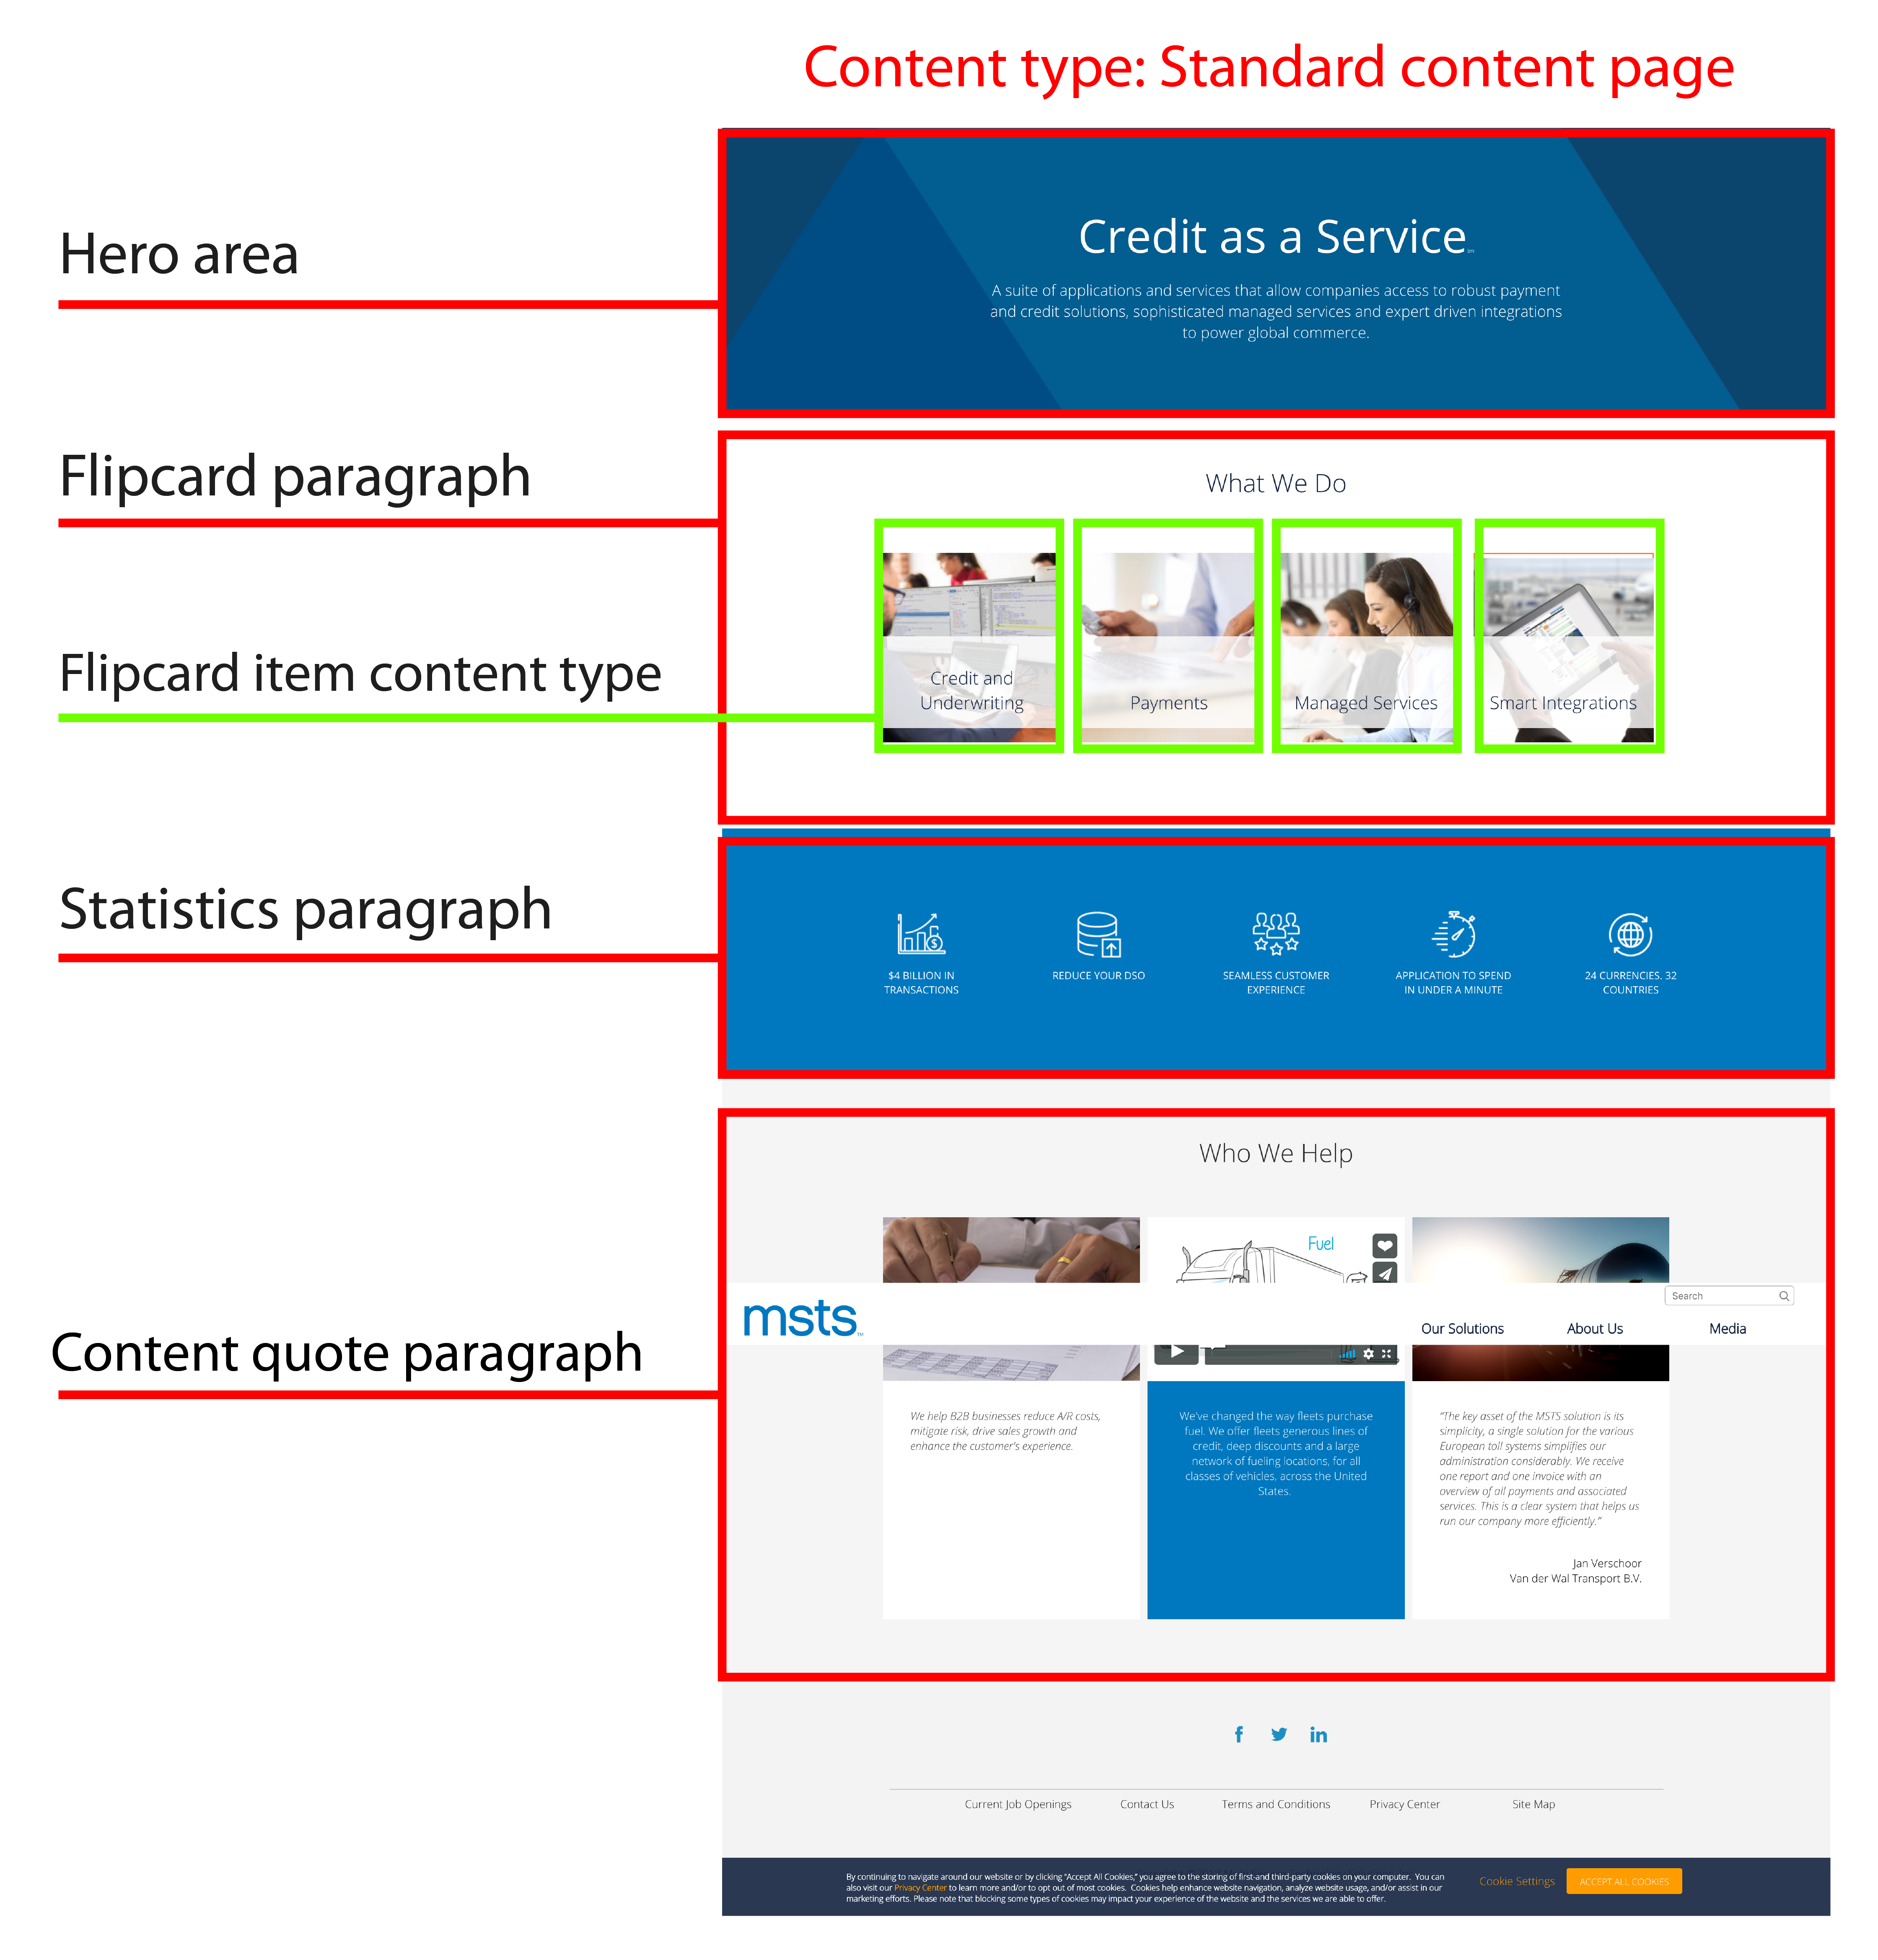 Content type: Standard content page
Hero area
Credit as a Service℠
A suite of applications and services that allow companies access to robust payment
and credit solutions, sophisticated managed services and expert driven integrations
to power global commerce.
Flipcard paragraph
What We Do
Flipcard item content type
Credit and
Underwriting
Payments
Managed Services
Smart Integrations
Statistics paragraph
$4 BILLION IN
TRANSACTIONS
REDUCE YOUR DSO
SEAMLESS CUSTOMER
EXPERIENCE
APPLICATION TO SPEND
IN UNDER A MINUTE
24 CURRENCIES. 32
COUNTRIES
Who We Help
Fuel
Content quote paragraph
msts™
Search
Our Solutions
About Us
Media
We help B2B businesses reduce A/R costs,
mitigate risk, drive sales growth and
enhance the customer's experience.
We've changed the way fleets purchase
fuel. We offer fleets generous lines of
credit, deep discounts and a large
network of fueling locations, for all
classes of vehicles, across the United
States.
“The key asset of the MSTS solution is its
simplicity, a single solution for the various
European toll systems simplifies our
administration considerably. We receive
one report and one invoice with an
overview of all payments and associated
services. This is a clear system that helps us
run our company more efficiently.”
Jan Verschoor
Van der Wal Transport B.V.
Current Job Openings
Contact Us
Terms and Conditions
Privacy Center
Site Map
By continuing to navigate around our website or by clicking “Accept All Cookies,” you agree to the storing of first-and third-party cookies on your computer. You can
also visit our Privacy Center to learn more and/or to opt out of most cookies. Cookies help enhance website navigation, analyze website usage, and/or assist in our
marketing efforts. Please note that blocking some types of cookies may impact your experience of the website and the services we are able to offer.
Cookie Settings
ACCEPT ALL COOKIES